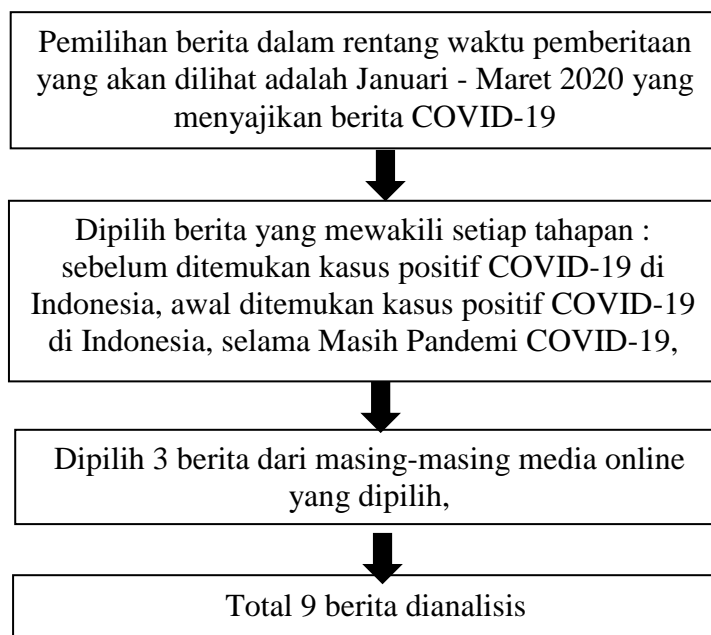 Pemilihan berita dalam rentang waktu pemberitaan
yang akan dilihat adalah Januari - Maret 2020 yang
menyajikan berita COVID-19
Dipilih berita yang mewakili setiap tahapan :
sebelum ditemukan kasus positif COVID-19 di
Indonesia, awal ditemukan kasus positif COVID-19
di Indonesia, selama Masih Pandemi COVID-19,
Dipilih 3 berita dari masing-masing media online
yang dipilih,
Total 9 berita dianalisis